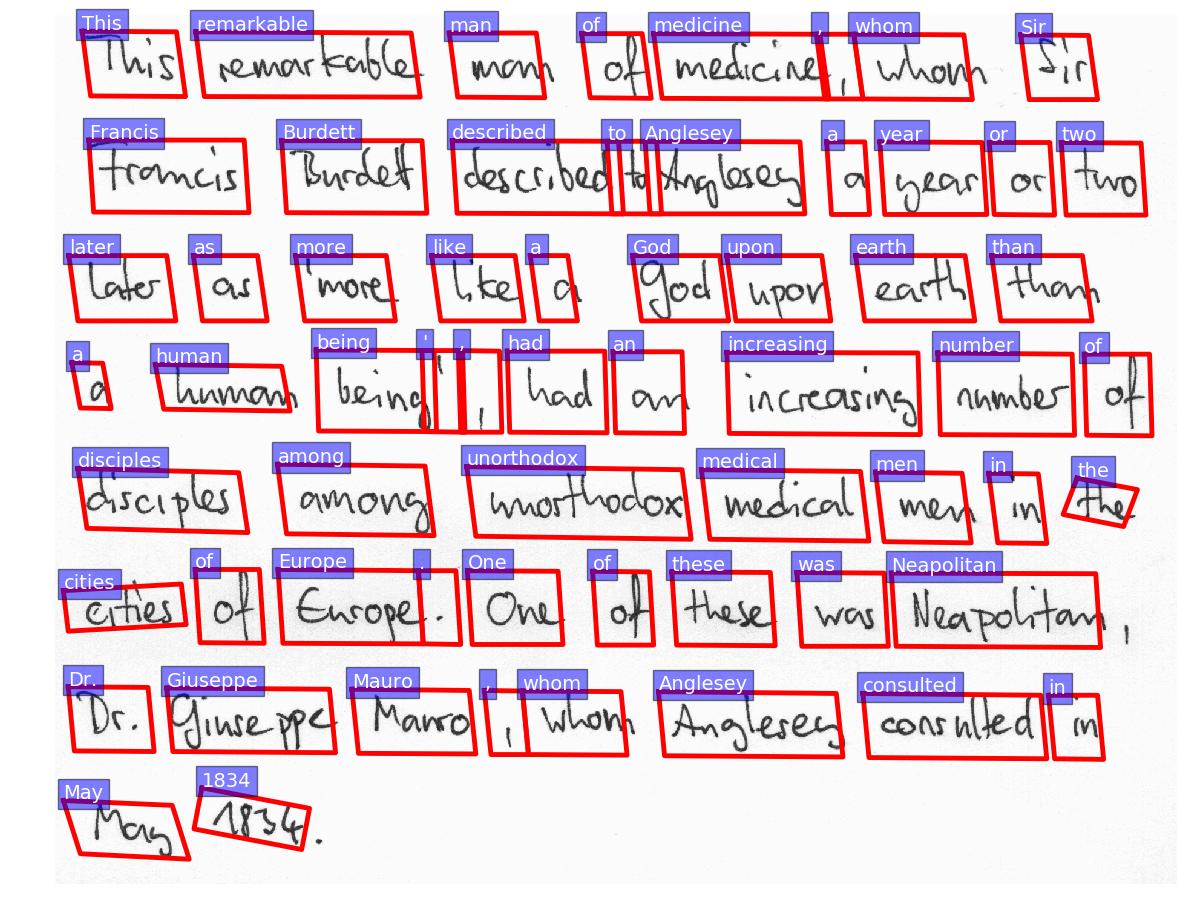 This remarkable man of medicine, whom Sir
Francis Burdett described to Anglesey a year or two
later as 'more like a God upon earth than
a human being', had an increasing number of
disciples among unorthodox medical men in the
cities of Europe. One of these was Neapolitan,
Dr. Giuseppe Mauro, whom Anglesey consulted in
May 1834.